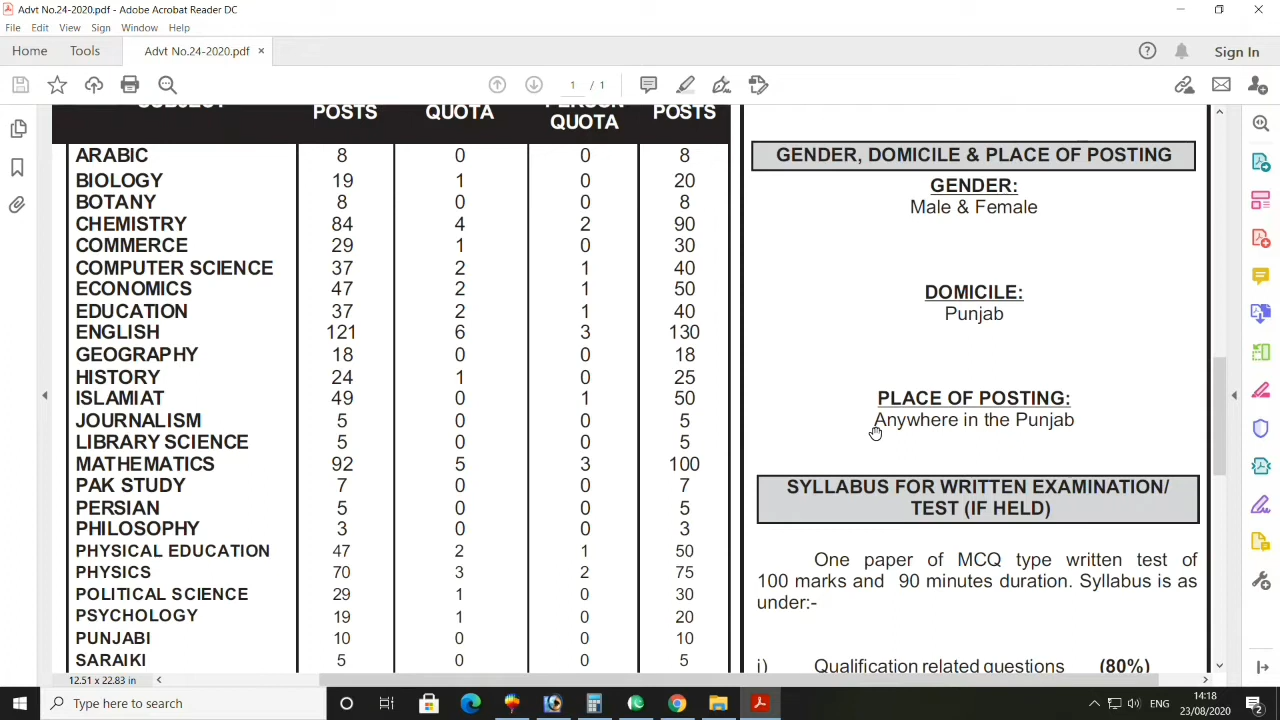 Advt No.24-2020.pdf - Adobe Acrobat Reader DC
File Edit View Sign Window Help
Home Tools Advt No.24-2020.pdf × Sign In
1 / 1
SUBJECT POSTS QUOTA PERSON QUOTA POSTS
ARABIC 8 0 0 8
BIOLOGY 19 1 0 20
BOTANY 8 0 0 8
CHEMISTRY 84 4 2 90
COMMERCE 29 1 0 30
COMPUTER SCIENCE 37 2 1 40
ECONOMICS 47 2 1 50
EDUCATION 37 2 1 40
ENGLISH 121 6 3 130
GEOGRAPHY 18 0 0 18
HISTORY 24 1 0 25
ISLAMIAT 49 0 1 50
JOURNALISM 5 0 0 5
LIBRARY SCIENCE 5 0 0 5
MATHEMATICS 92 5 3 100
PAK STUDY 7 0 0 7
PERSIAN 5 0 0 5
PHILOSOPHY 3 0 0 3
PHYSICAL EDUCATION 47 2 1 50
PHYSICS 70 3 2 75
POLITICAL SCIENCE 29 1 0 30
PSYCHOLOGY 19 1 0 20
PUNJABI 10 0 0 10
SARAIKI 5 0 0 5
GENDER, DOMICILE & PLACE OF POSTING
GENDER:
Male & Female
DOMICILE:
Punjab
PLACE OF POSTING:
Anywhere in the Punjab
SYLLABUS FOR WRITTEN EXAMINATION/
TEST (IF HELD)
One paper of MCQ type written test of
100 marks and 90 minutes duration. Syllabus is as
under:-
i) Qualification related questions (80%)
12.51 x 22.83 in
Type here to search
ENG
14:18
23/08/2020
2